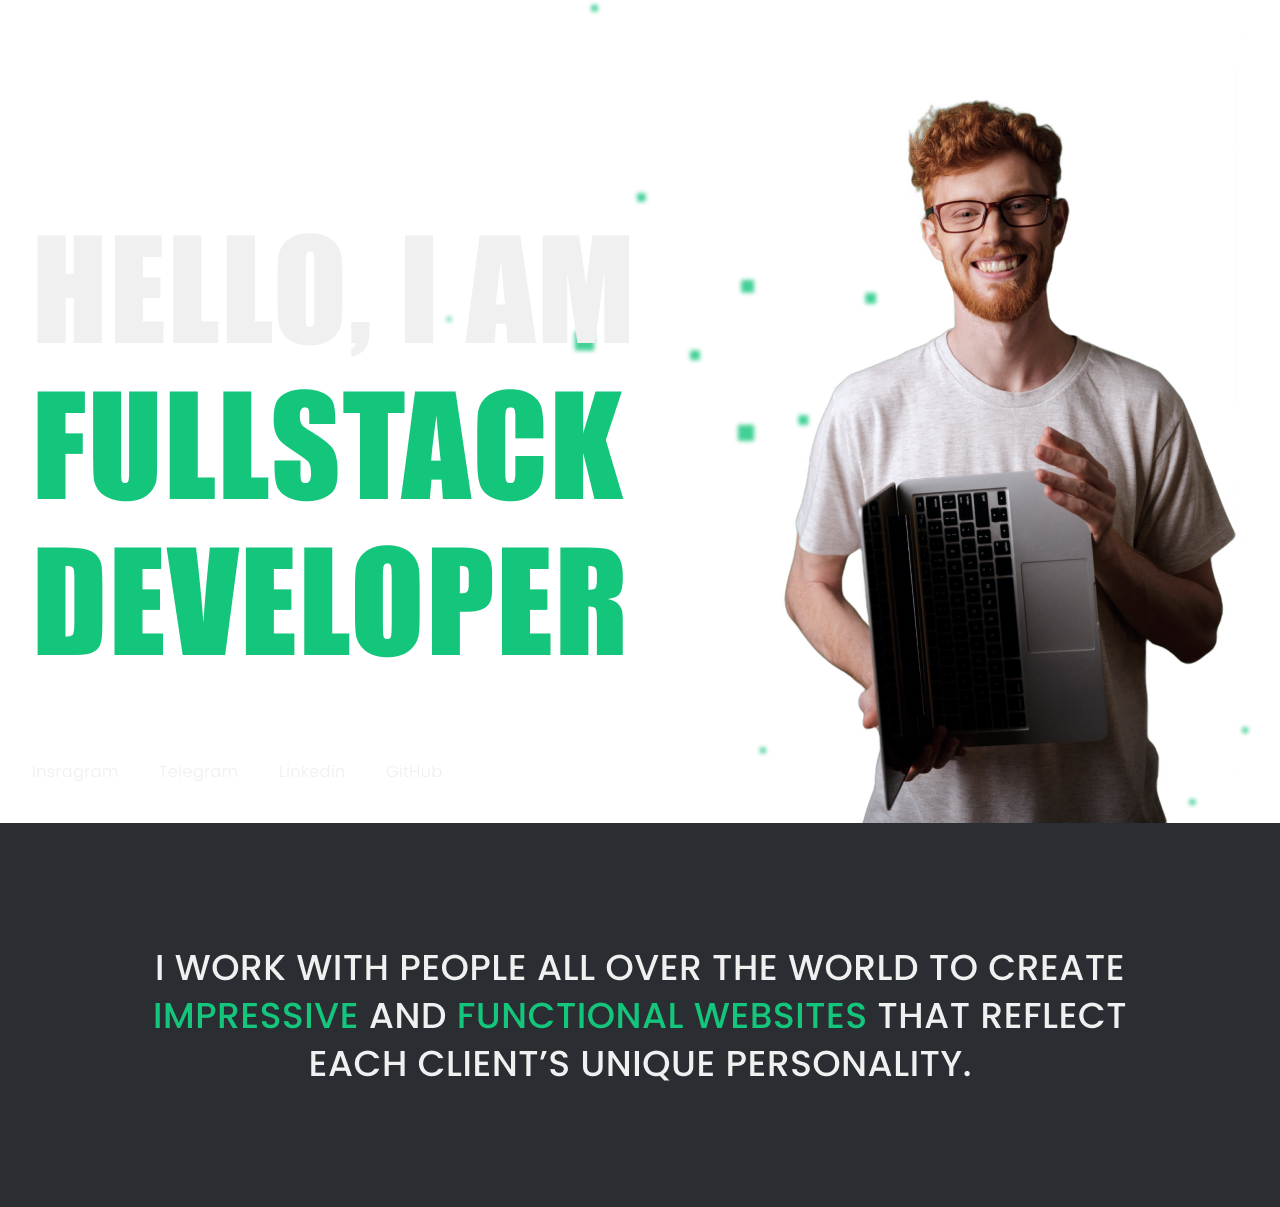 HELLO, I AM
FULLSTACK
DEVELOPER
Insragram Telegram Linkedin GitHub
I WORK WITH PEOPLE ALL OVER THE WORLD TO CREATE
IMPRESSIVE AND FUNCTIONAL WEBSITES THAT REFLECT
EACH CLIENT’S UNIQUE PERSONALITY.